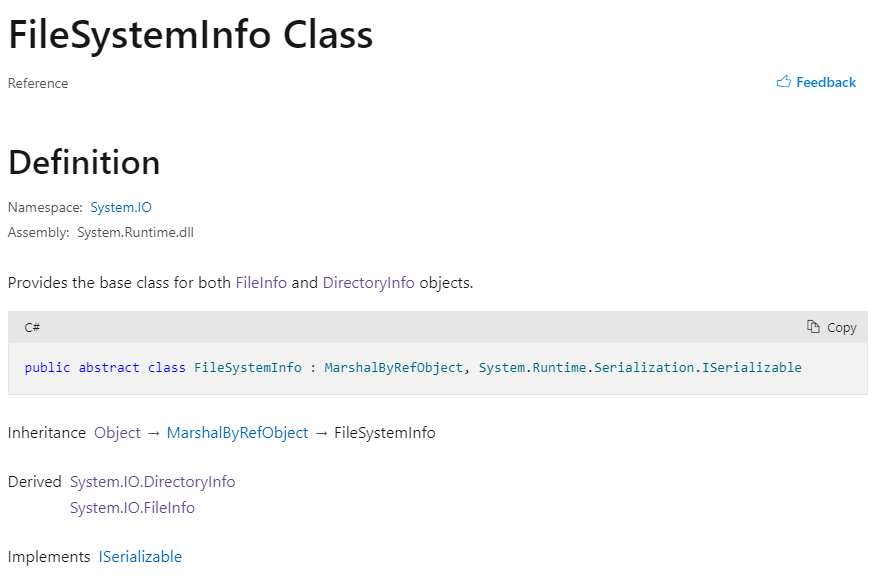 FileSystemInfo Class
Reference
Feedback
Definition
Namespace: System.IO
Assembly: System.Runtime.dll
Provides the base class for both FileInfo and DirectoryInfo objects.
C#
Copy
public abstract class FileSystemInfo : MarshalByRefObject, System.Runtime.Serialization.ISerializable
Inheritance Object → MarshalByRefObject → FileSystemInfo
Derived System.IO.DirectoryInfo
System.IO.FileInfo
Implements ISerializable